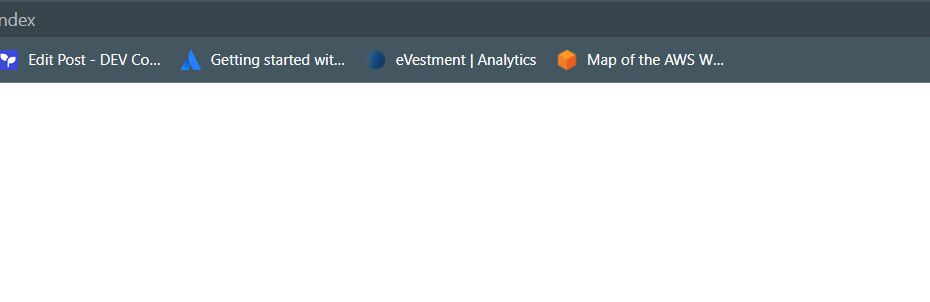 ndex
Edit Post - DEV Co... Getting started wit... eVestment | Analytics Map of the AWS W...